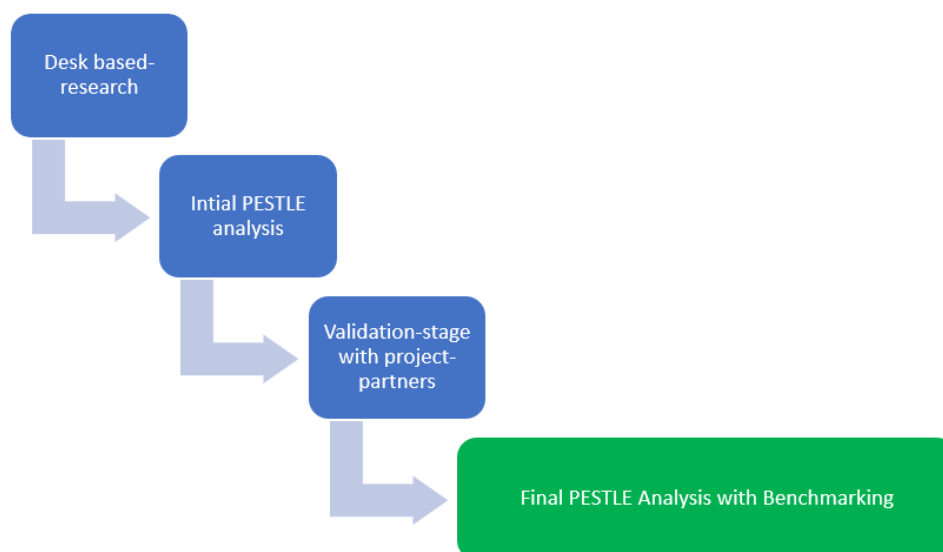 Desk based-
research
Intial PESTLE
analysis
Validation-stage
with project-
partners
Final PESTLE Analysis with Benchmarking